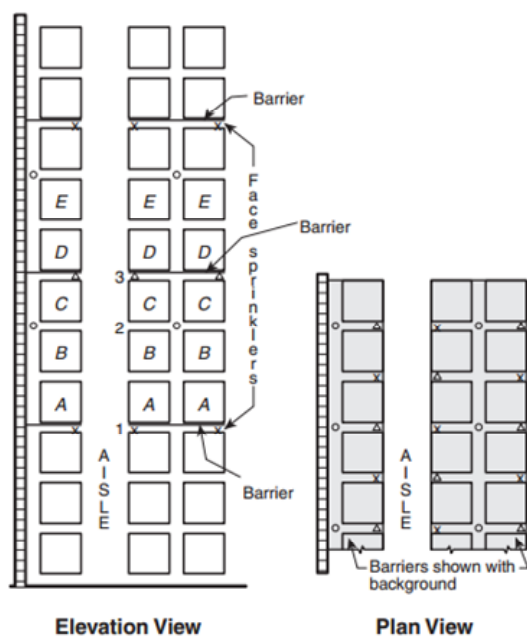 Barrier
E E E
Barrier
D D D
3
C C C
2
B B B
A A A
1
Face sprinklers
AISLE
Barrier
Elevation View
AISLE
Barriers shown with
background
Plan View